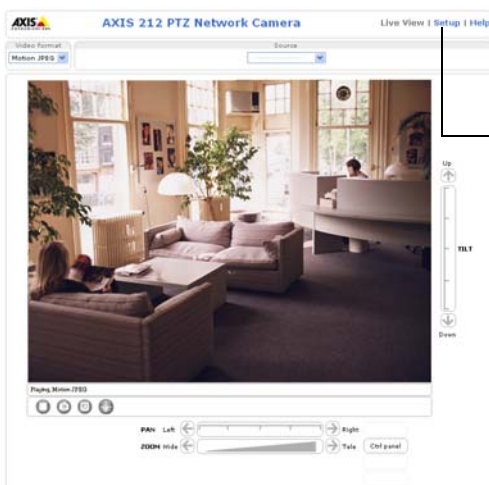 AXIS
AXIS 212 PTZ Network Camera
Live View | Setup | Help
Video format
Source
Motion JPEG
Up
TILT
Down
Playing, Motion JPEG
PAN Left Right
ZOOM Wide Tele
Ctrl panel